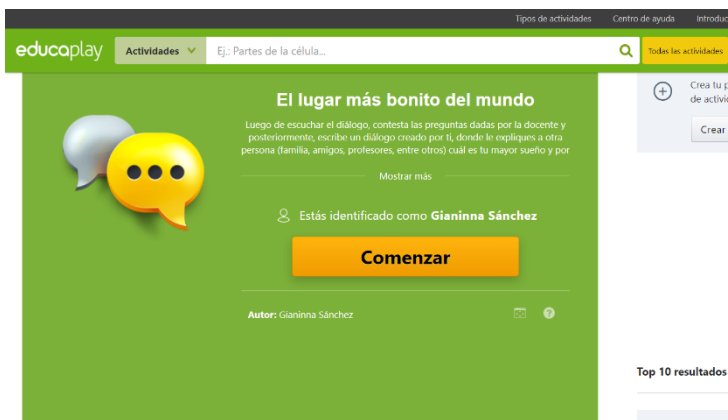 Tipos de actividades Centro de ayuda
educaplay Actividades Ej.: Partes de la célula... Todas las actividades
El lugar más bonito del mundo
Luego de escuchar el diálogo, contesta las preguntas dadas por la docente y
posteriormente, escribe un diálogo creado por ti, donde le expliques a otra
persona (familia, amigos, profesores, entre otros) cuál es tu mayor sueño y por
Mostrar más
Estás identificado como Gianinna Sánchez
Comenzar
Autor: Gianinna Sánchez
Crea tu
de
Crear
Top 10 resultados